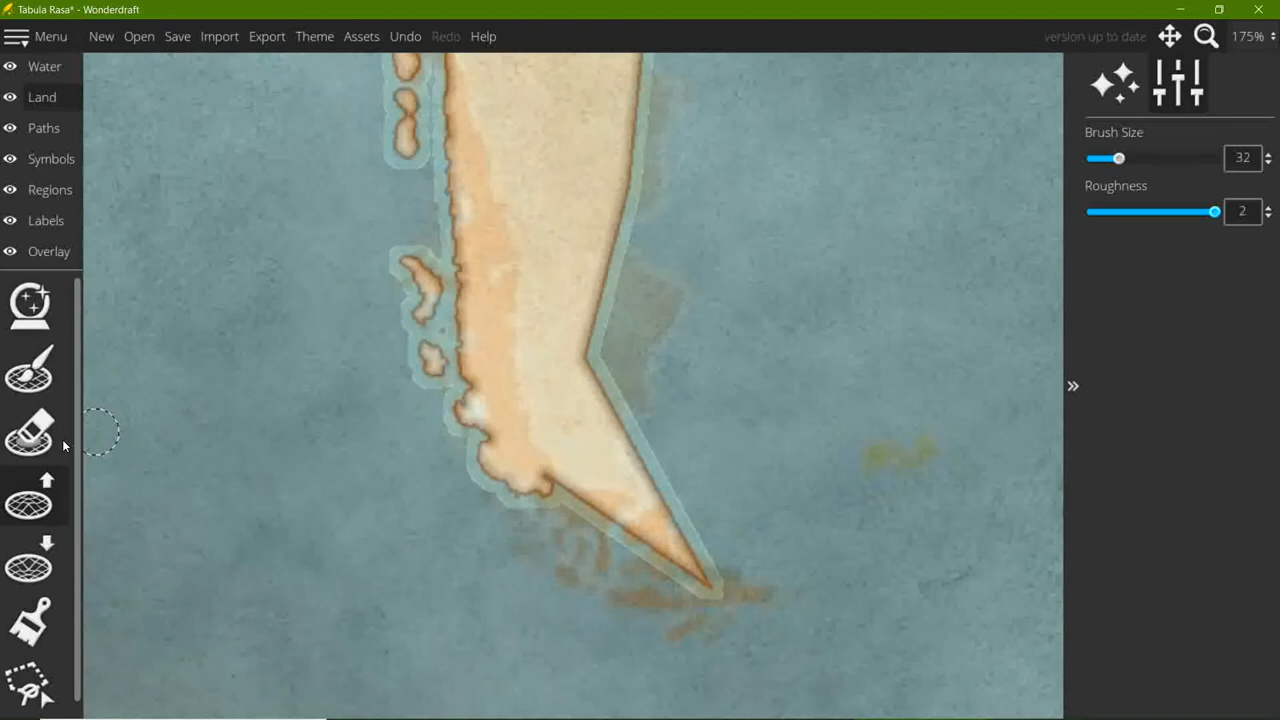 Tabula Rasa* - Wonderdraft
Menu New Open Save Import Export Theme Assets Undo Redo Help version up to date 175%
Water
Land
Paths
Symbols
Regions
Labels
Overlay
Brush Size
32
Roughness
2